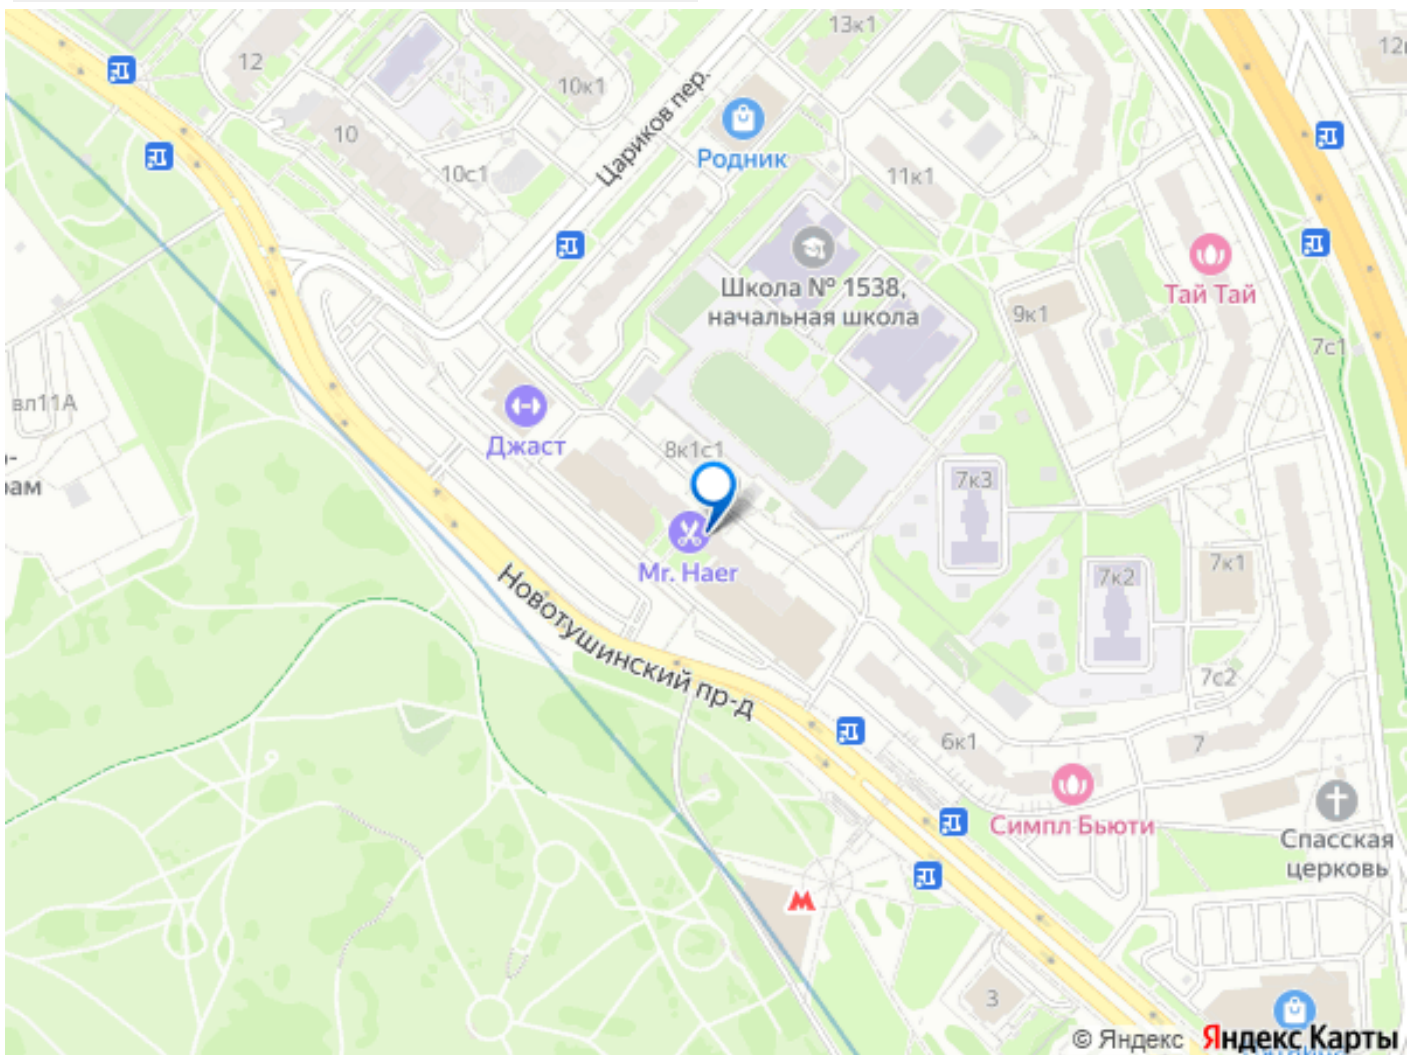 13к1
12
10к1
10
Цариков пер.
Родник
10с1
11к1
Школа № 1538,
начальная школа
Тай Тай
9к1
7с1
вл11А
Джаст
8к1с1
7к3
Mr. Haer
7к2
7к1
Новотушинский пр-д
7с2
6к1
7
Симпл Бьюти
Спасская
церковь
3
© Яндекс Яндекс Карты